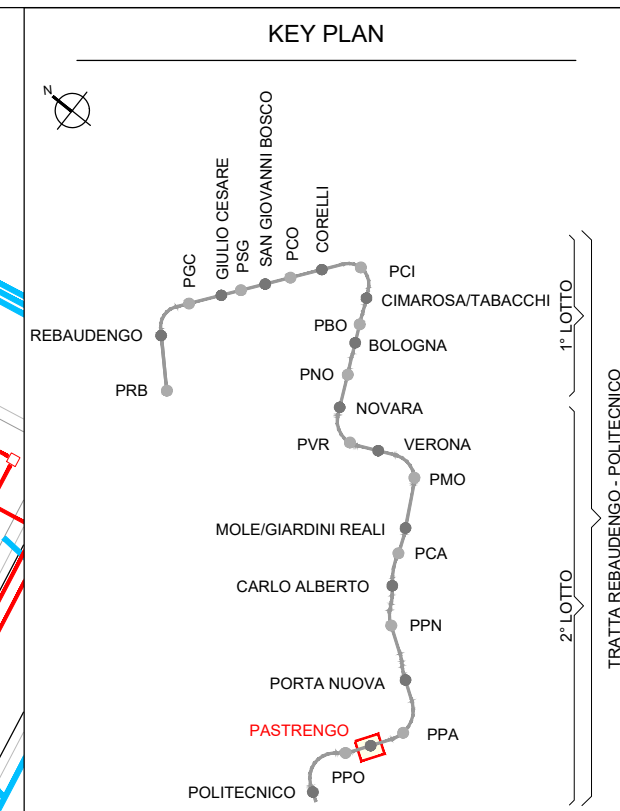 KEY PLAN
N
PGC
GIULIO CESARE
PSG
SAN GIOVANNI BOSCO
PCO
CORELLI
PCI
CIMAROSA/TABACCHI
REBAUDENGO
PBO
BOLOGNA
PNO
PRB
NOVARA
PVR
VERONA
PMO
MOLE/GIARDINI REALI
PCA
CARLO ALBERTO
PPN
PORTA NUOVA
PASTRENGO
PPA
PPO
POLITECNICO
1° LOTTO
2° LOTTO
TRATTA REBAUDENGO - POLITECNICO